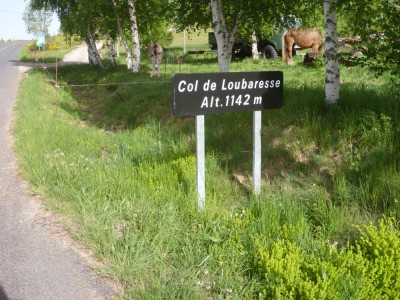 Col de Loubaresse
Alt.1142 m